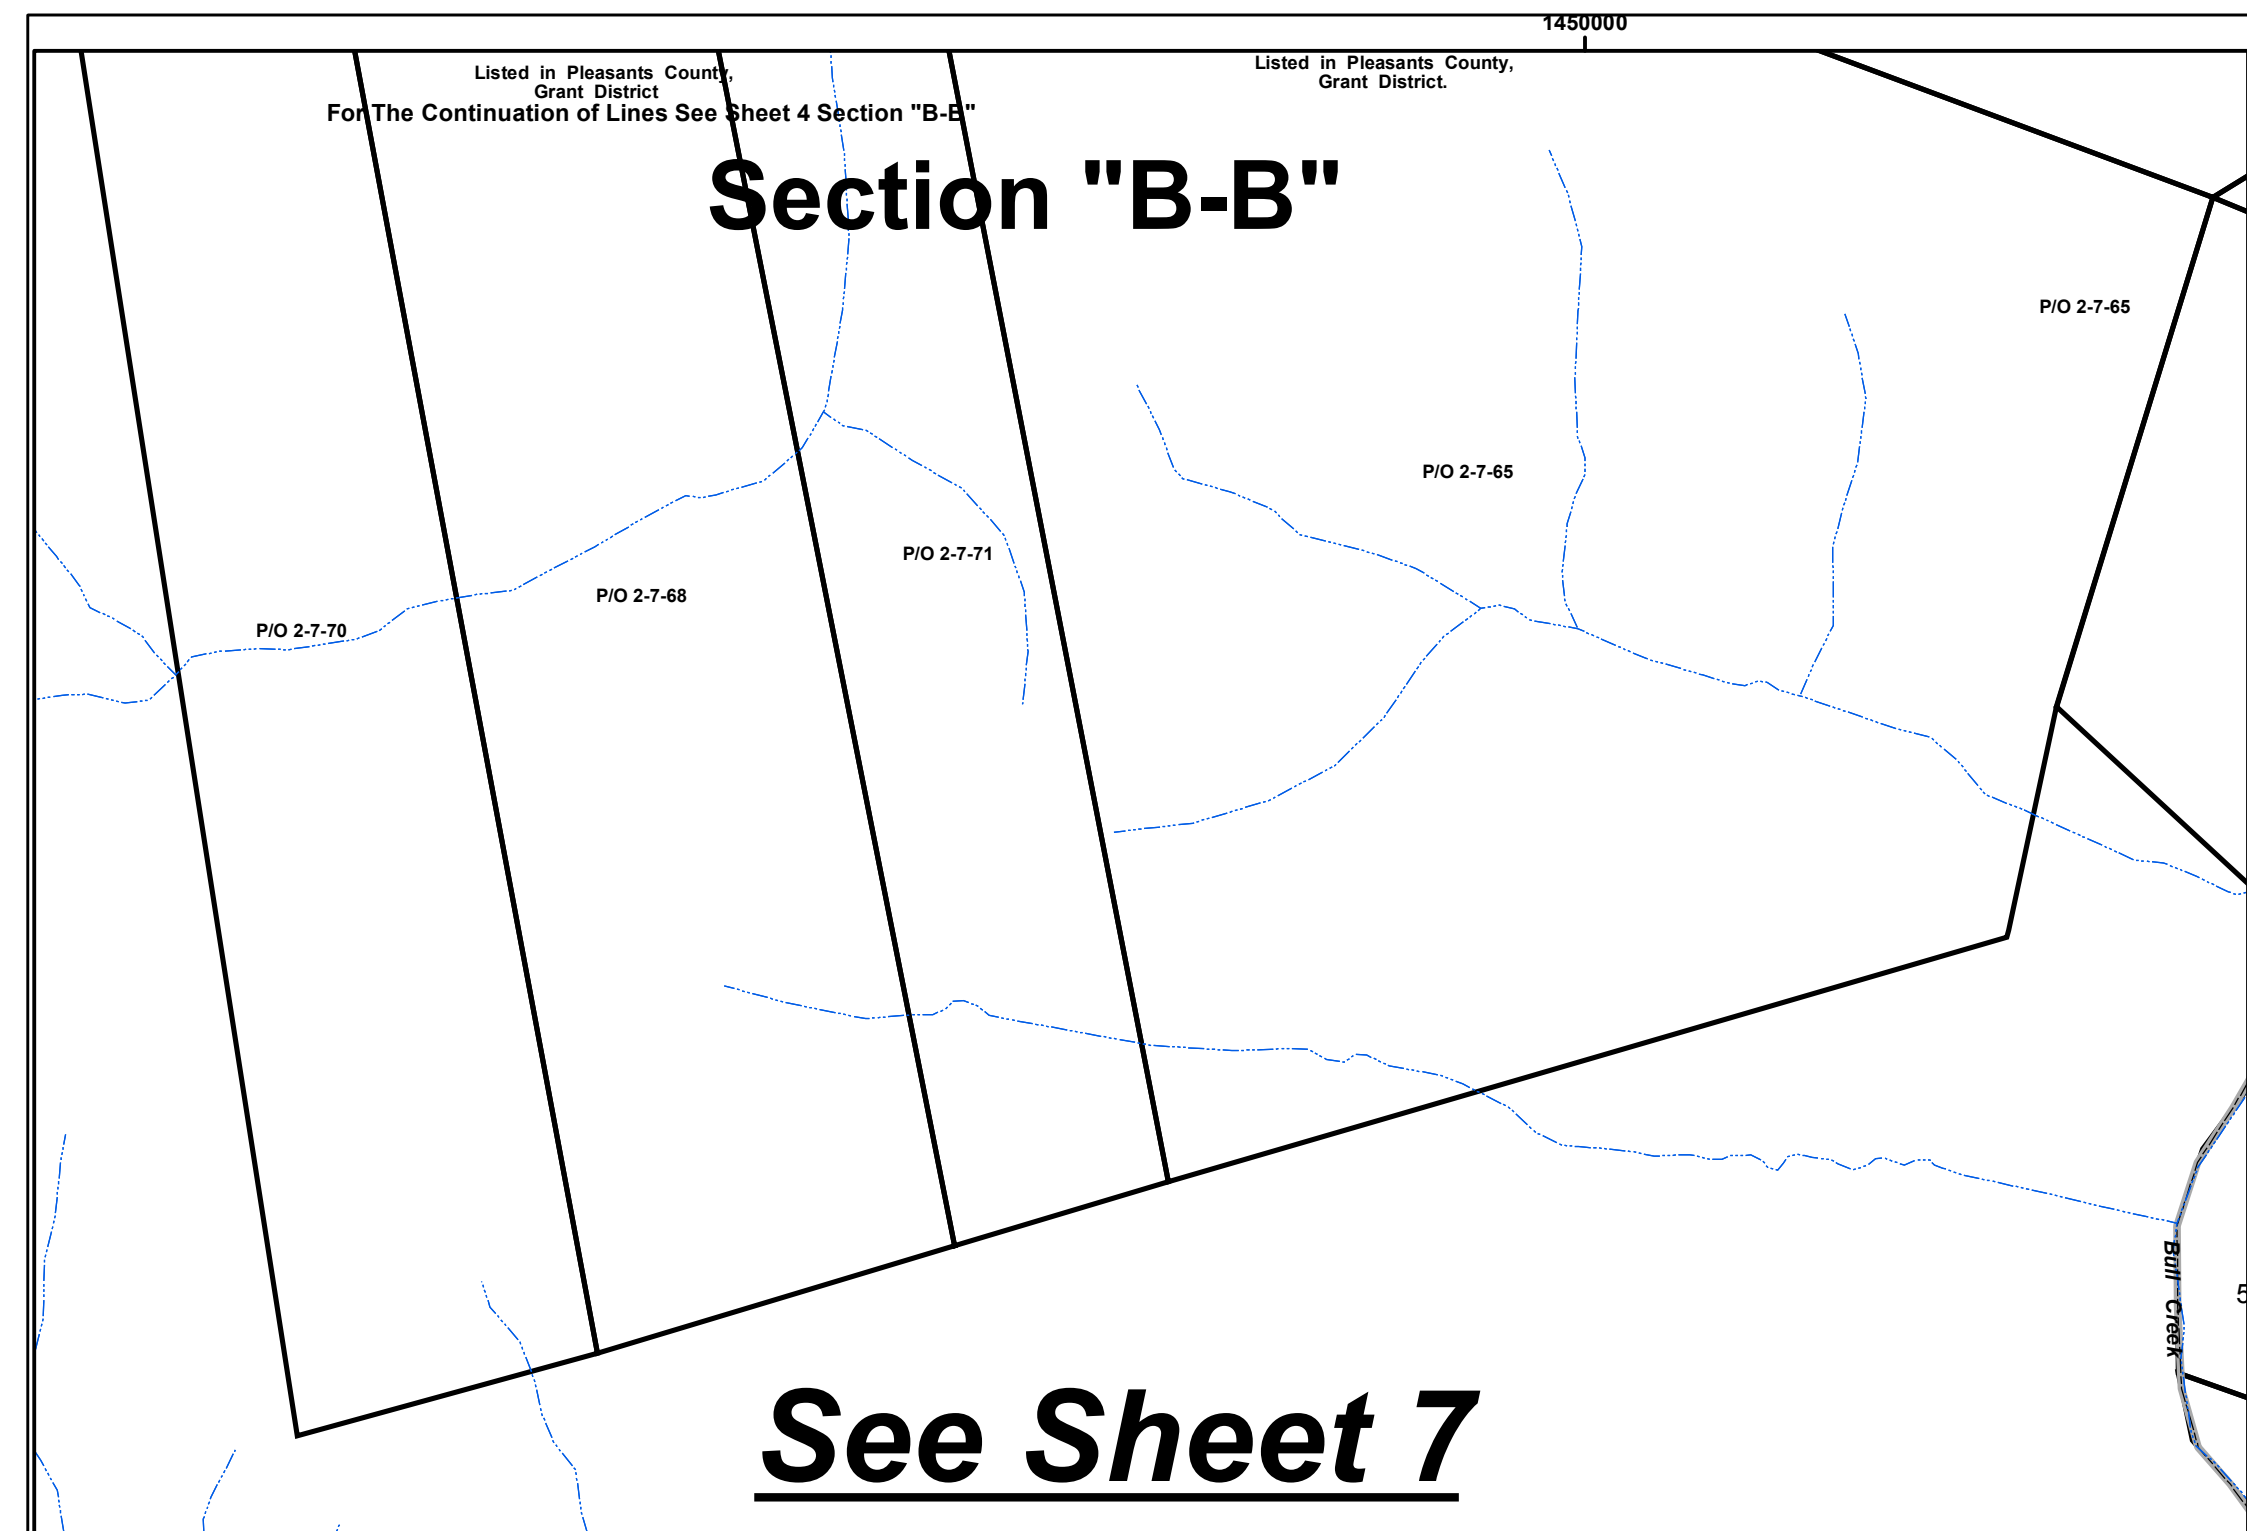 1450000
Listed in Pleasants County,
Grant District
For The Continuation of Lines See Sheet 4 Section "B-B"
Listed in Pleasants County,
Grant District.
Section "B-B"
P/O 2-7-65
P/O 2-7-65
P/O 2-7-71
P/O 2-7-68
P/O 2-7-70
Bull Creek
5
See Sheet 7